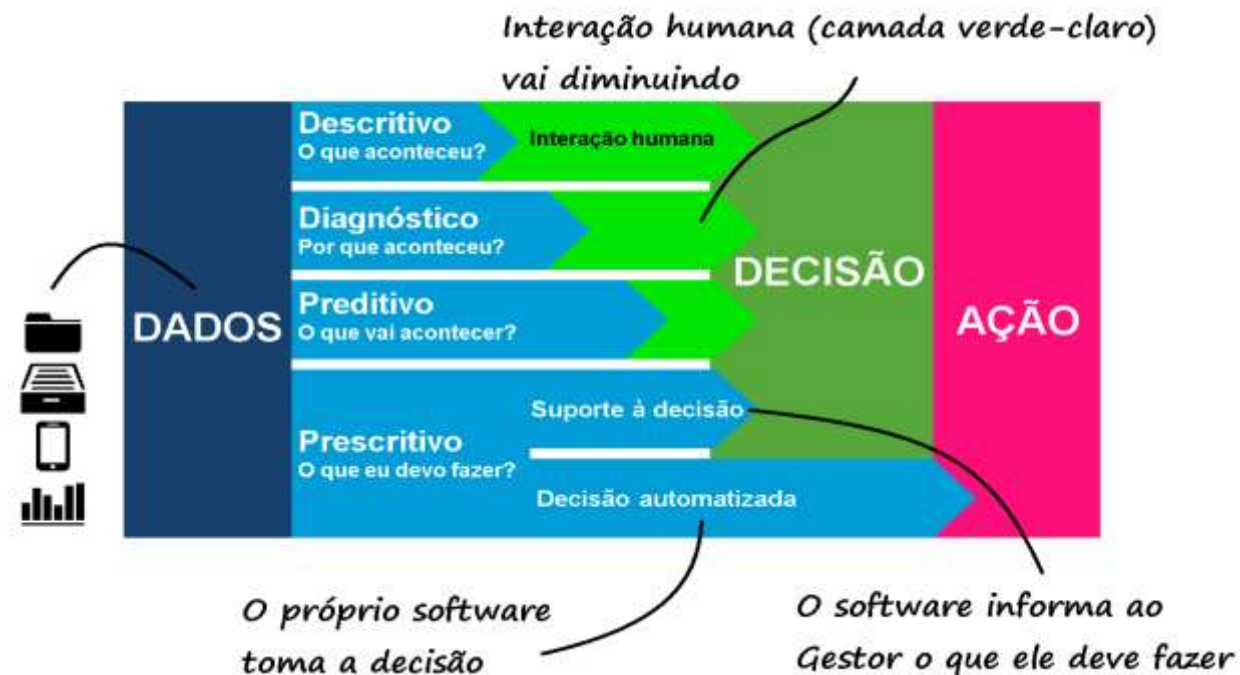 Interação humana (camada verde-claro)
vai diminuindo
Descritivo
O que aconteceu?
Interação humana
Diagnóstico
Por que aconteceu?
DECISÃO
Preditivo
O que vai acontecer?
DADOS
AÇÃO
Suporte à decisão
Prescritivo
O que eu devo fazer?
Decisão automatizada
O próprio software
toma a decisão
O software informa ao
Gestor o que ele deve fazer